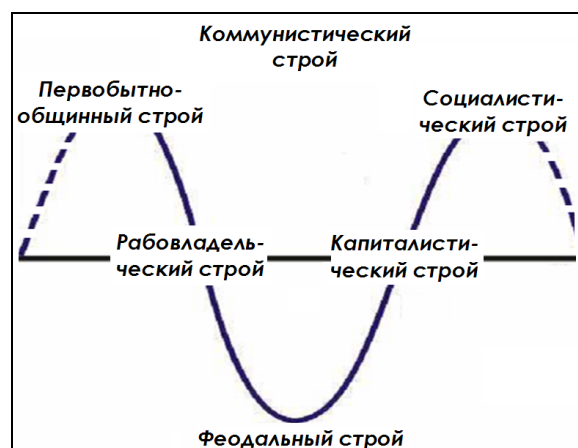 Коммунистический
строй
Первобытно-
общинный строй
Социалисти-
ческий строй
Рабовладель-
ческий строй
Капиталисти-
ческий строй
Феодальный строй